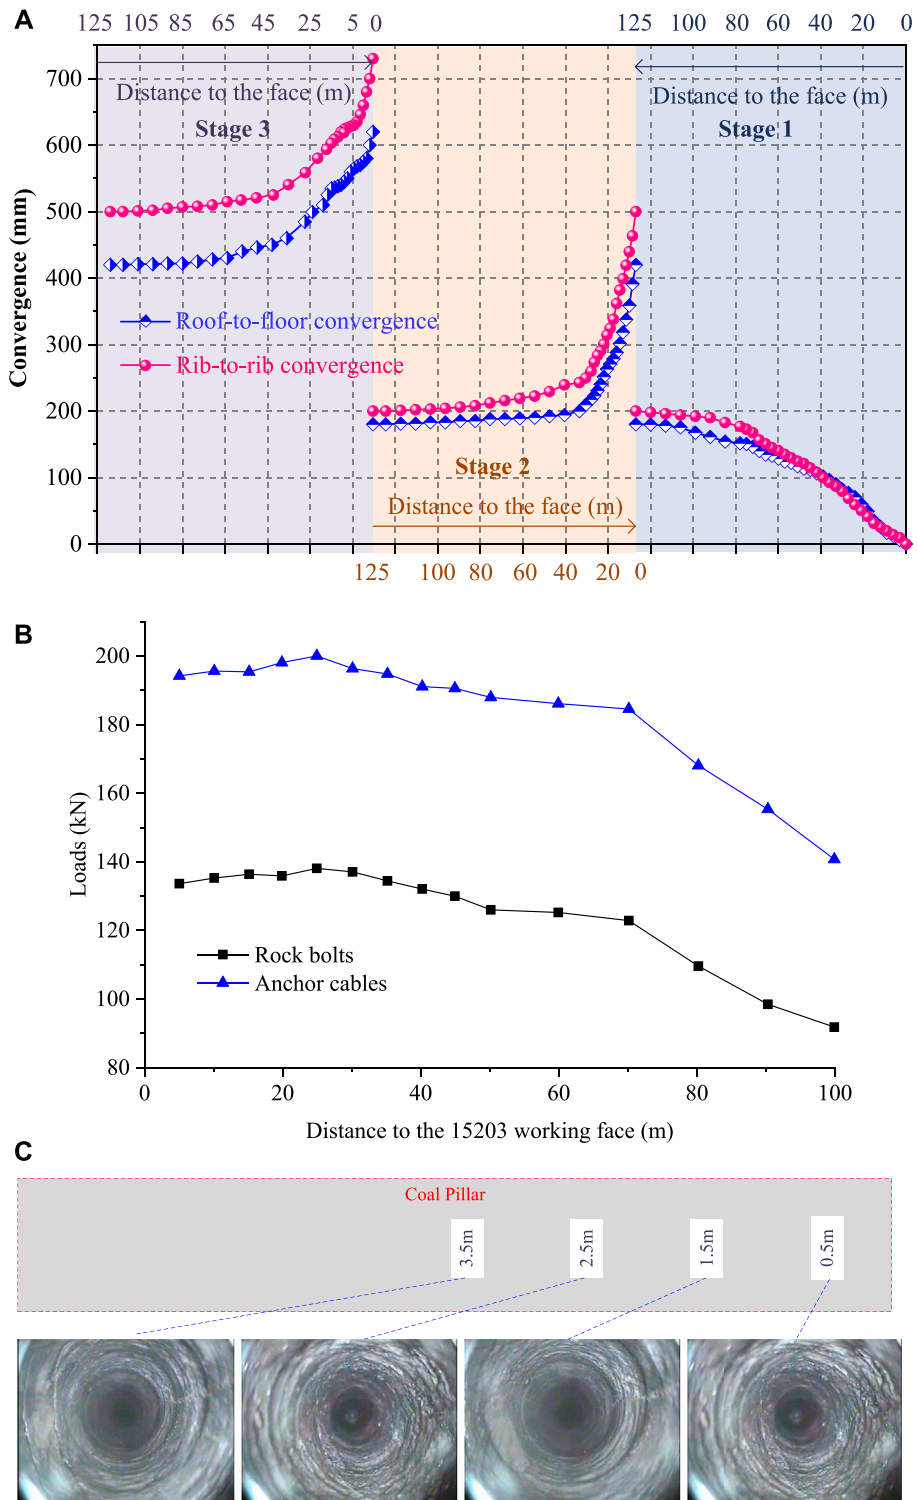 A
125 105 85 65 45 25 5 0
125 100 80 60 40 20 0
Distance to the face (m)
Stage 3
Distance to the face (m)
Stage 1
700
600
500
400
300
200
100
0
Convergence (mm)
Roof-to-floor convergence
Rib-to-rib convergence
Stage 2
Distance to the face (m)
125 100 80 60 40 20 0
B
200
180
160
140
120
100
80
Loads (kN)
Rock bolts
Anchor cables
0 20 40 60 80 100
Distance to the 15203 working face (m)
C
Coal Pillar
3.5m
2.5m
1.5m
0.5m